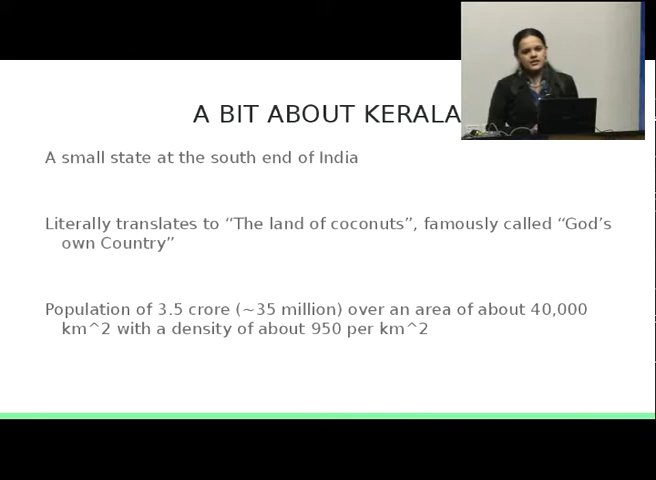 A BIT ABOUT KERALA
A small state at the south end of India
Literally translates to “The land of coconuts”, famously called “God’s
own Country”
Population of 3.5 crore (~35 million) over an area of about 40,000
km^2 with a density of about 950 per km^2